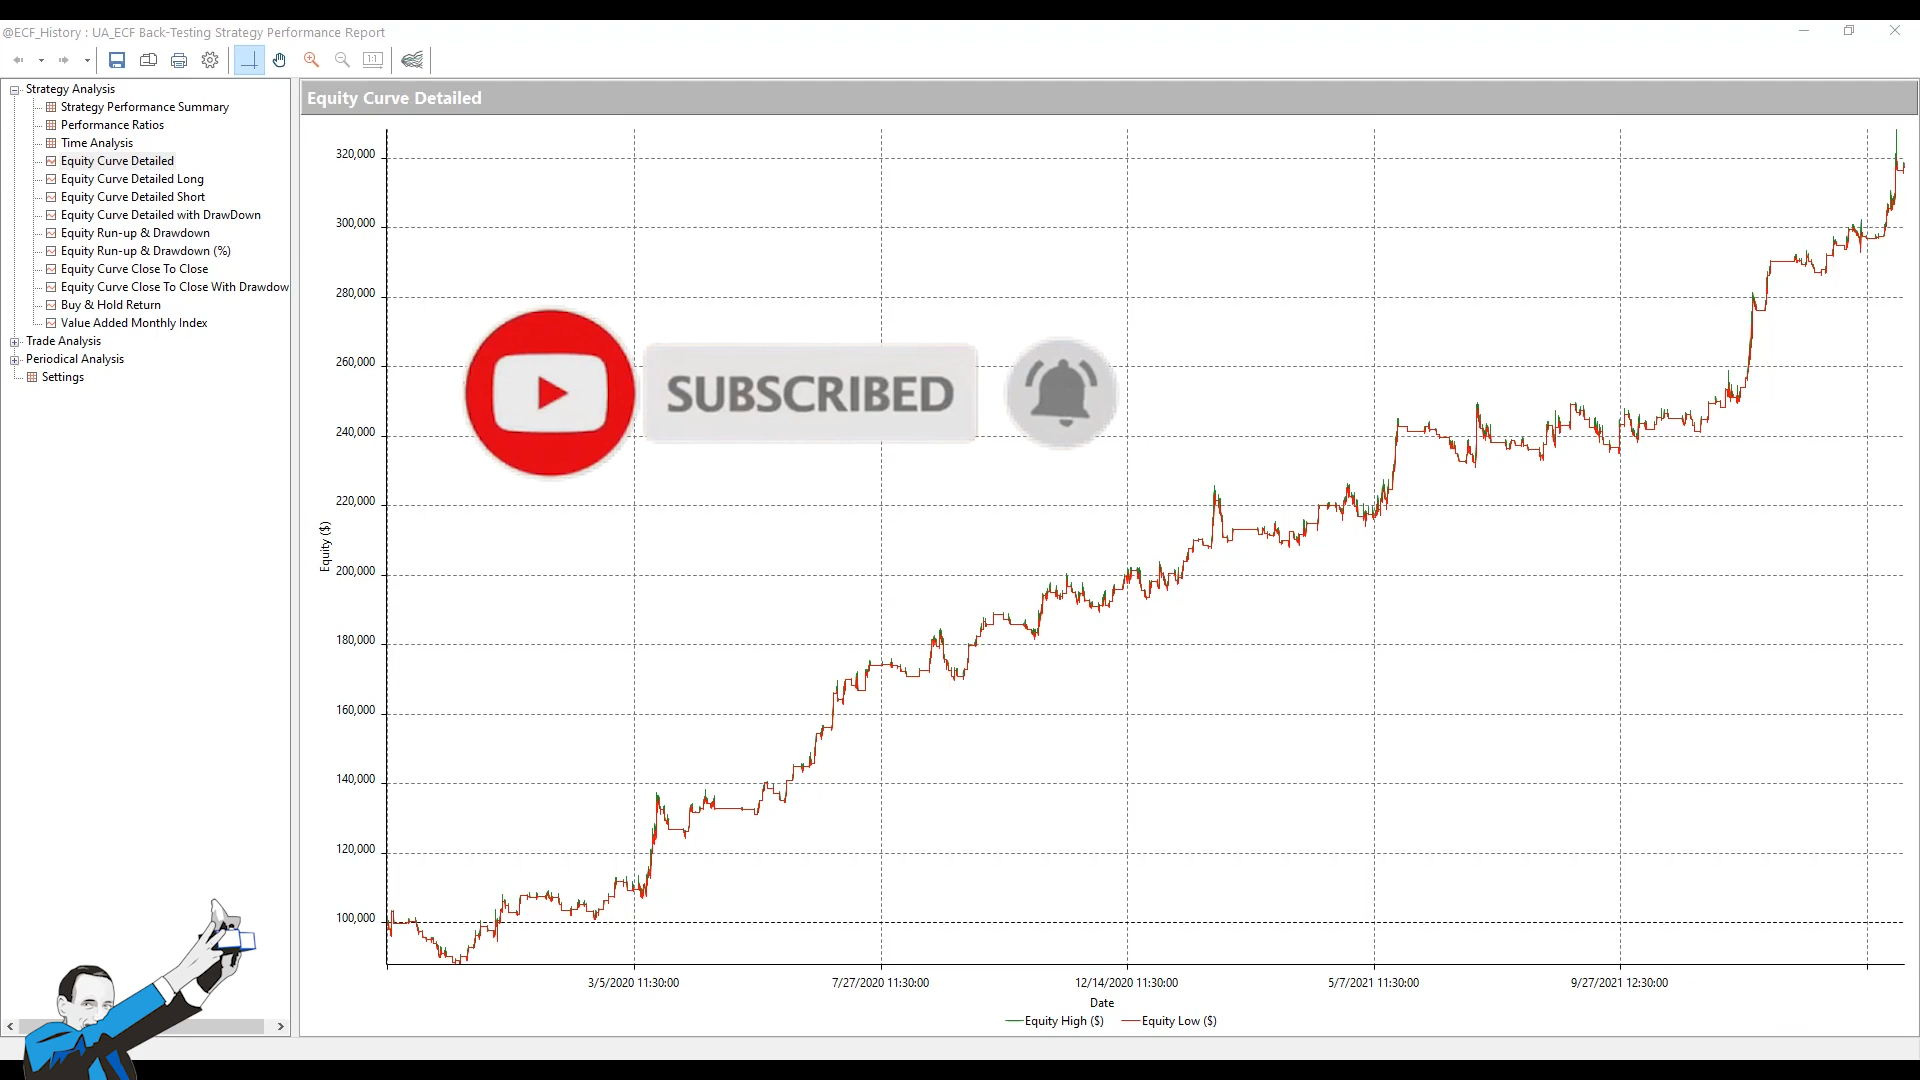 @ECF_History : UA_ECF Back-Testing Strategy Performance Report
1:1
Strategy Analysis
Strategy Performance Summary
Performance Ratios
Time Analysis
Equity Curve Detailed
Equity Curve Detailed Long
Equity Curve Detailed Short
Equity Curve Detailed with DrawDown
Equity Run-up & Drawdown
Equity Run-up & Drawdown (%)
Equity Curve Close To Close
Equity Curve Close To Close With Drawdow
Buy & Hold Return
Value Added Monthly Index
Trade Analysis
Periodical Analysis
Settings
Equity Curve Detailed
320,000
300,000
280,000
260,000
240,000
220,000
200,000
180,000
160,000
140,000
120,000
100,000
Equity ($)
SUBSCRIBED
3/5/2020 11:30:00
7/27/2020 11:30:00
12/14/2020 11:30:00
5/7/2021 11:30:00
9/27/2021 12:30:00
Date
Equity High ($)
Equity Low ($)